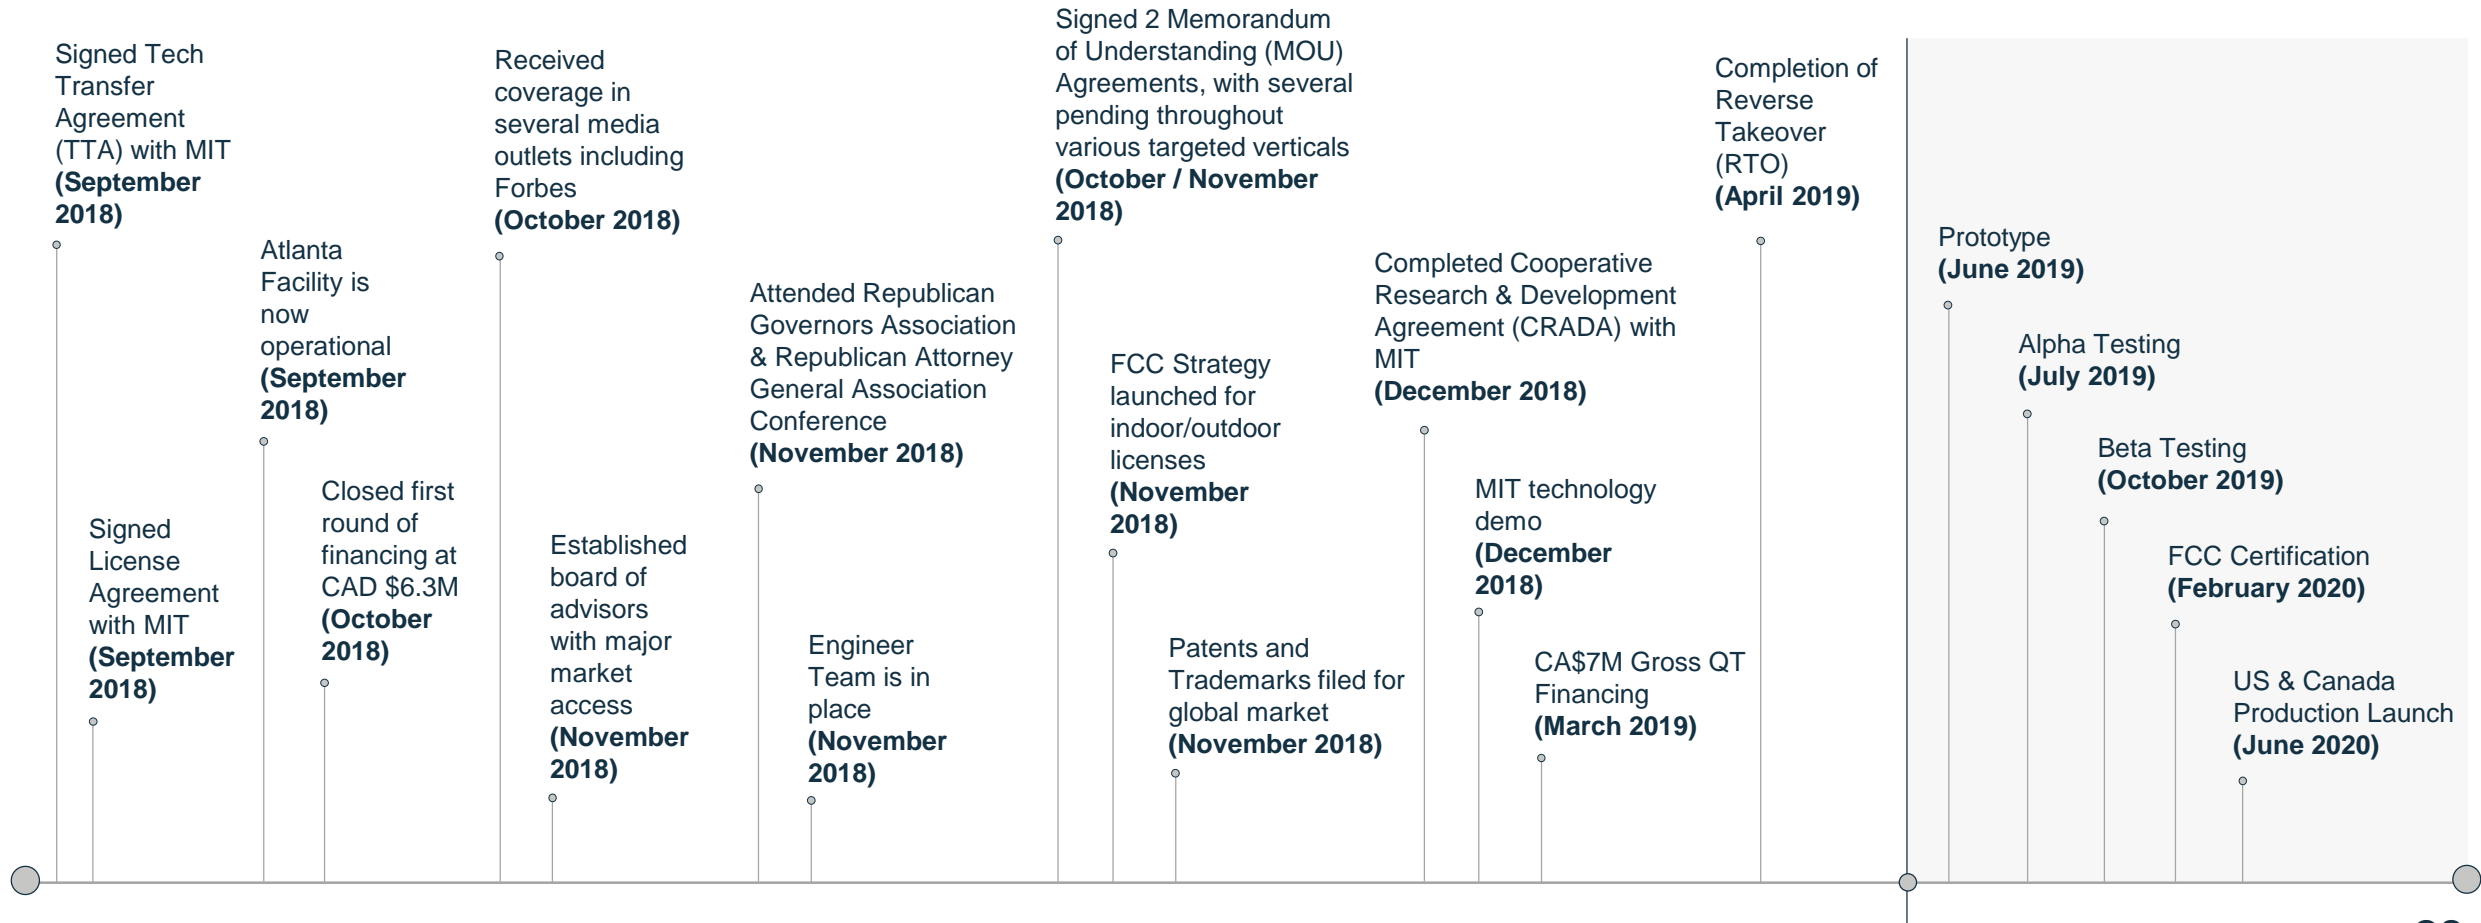 Signed Tech
Transfer
Agreement
(TTA) with MIT
(September
2018)
Signed
License
Agreement
with MIT
(September
2018)
Atlanta
Facility is
now
operational
(September
2018)
Closed first
round of
financing at
CAD $6.3M
(October
2018)
Received
coverage in
several media
outlets including
Forbes
(October 2018)
Established
board of
advisors
with major
market
access
(November
2018)
Attended Republican
Governors Association
& Republican Attorney
General Association
Conference
(November 2018)
Engineer
Team is in
place
(November
2018)
Signed 2 Memorandum
of Understanding (MOU)
Agreements, with several
pending throughout
various targeted verticals
(October / November
2018)
FCC Strategy
launched for
indoor/outdoor
licenses
(November
2018)
Patents and
Trademarks filed for
global market
(November 2018)
Completed Cooperative
Research & Development
Agreement (CRADA) with
MIT
(December 2018)
MIT technology
demo
(December
2018)
CA$7M Gross QT
Financing
(March 2019)
Completion of
Reverse
Takeover
(RTO)
(April 2019)
Prototype
(June 2019)
Alpha Testing
(July 2019)
Beta Testing
(October 2019)
FCC Certification
(February 2020)
US & Canada
Production Launch
(June 2020)